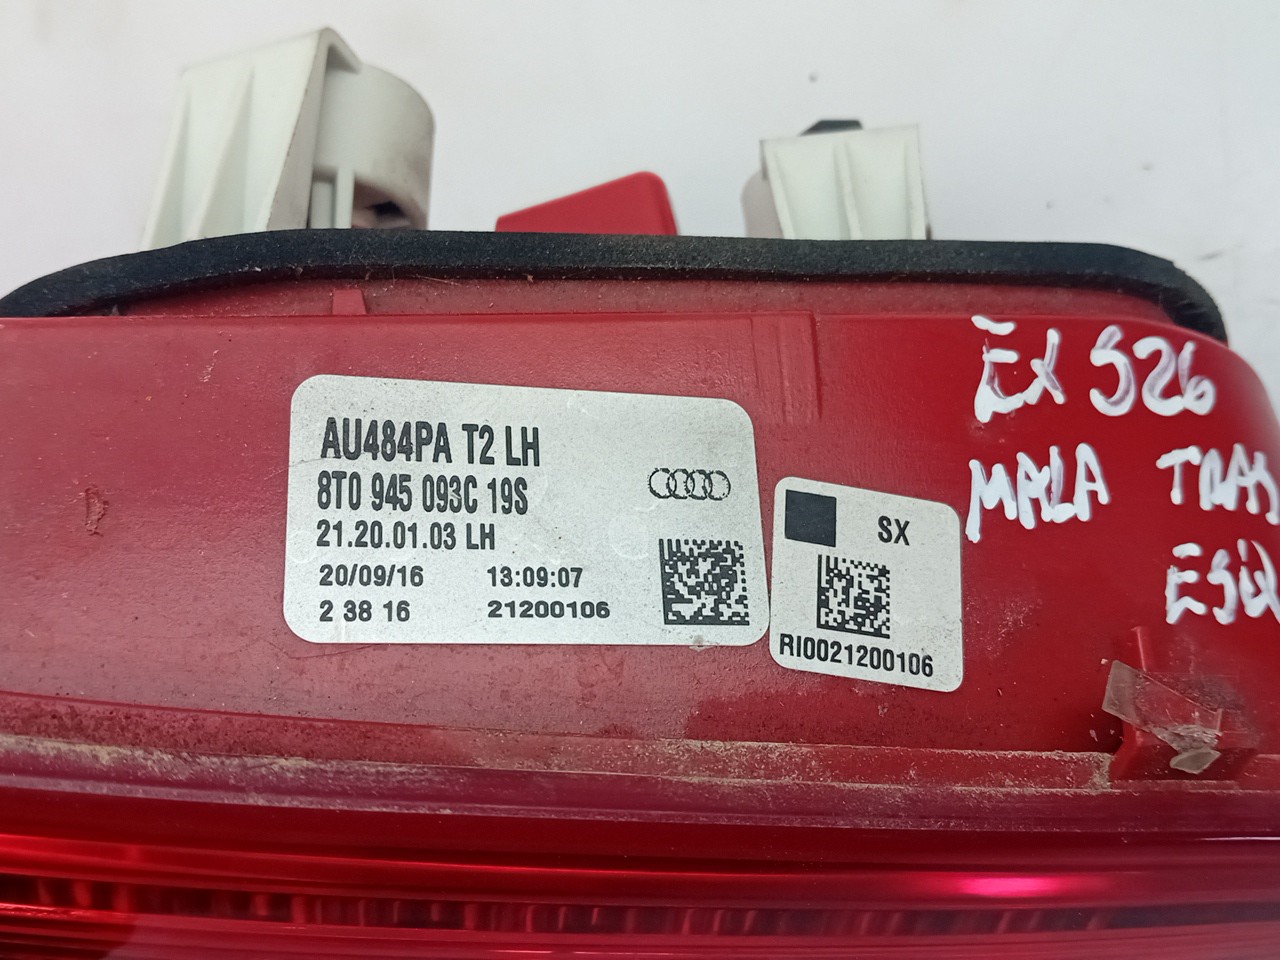 AU484PA T2 LH
8T0 945 093C 19S
21.20.01.03 LH
20/09/16 13:09:07
2 38 16 21200106
SX
RI0021200106
EX 526
MALA TRAS